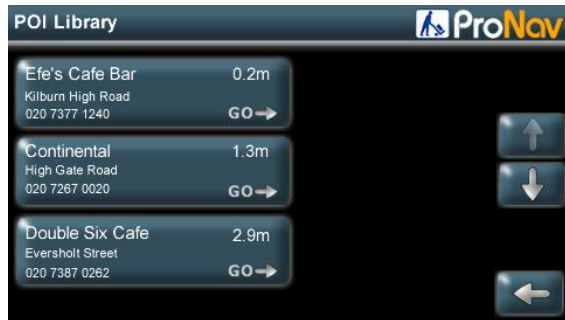 POI Library
ProNav
Efe's Cafe Bar 0.2m
Kilburn High Road
020 7377 1240 GO
Continental 1.3m
High Gate Road
020 7267 0020 GO
Double Six Cafe 2.9m
Eversholt Street
020 7387 0262 GO